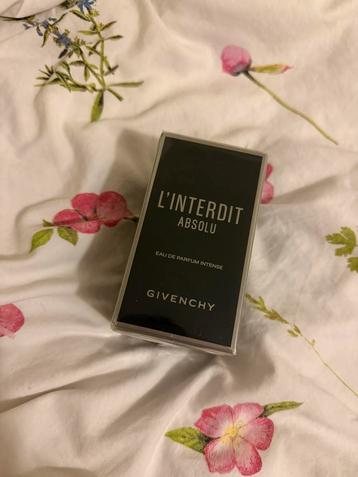 L'INTERDIT
ABSOLU
EAU DE PARFUM INTENSE
GIVENCHY